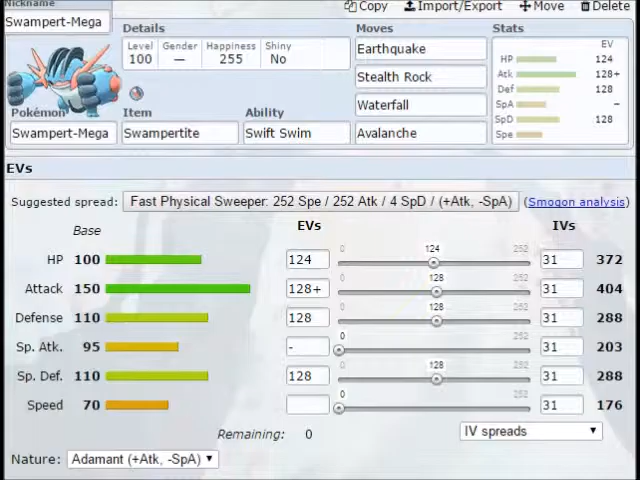 Nickname
Copy Import/Export Move Delete
Swampert-Mega
Details
Moves
Stats
Level Gender Happiness Shiny
100 — 255 No
Earthquake
Stealth Rock
Waterfall
Avalanche
EV
HP 124
Atk 128+
Def 128
SpA –
SpD 128
Spe
Pokémon Item Ability
Swampert-Mega Swampertite Swift Swim
EVs
Suggested spread: Fast Physical Sweeper: 252 Spe / 252 Atk / 4 SpD / (+Atk, -SpA) (Smogon analysis)
Base EVs IVs
HP 100 124 0 124 252 31 372
Attack 150 128+ 0 128 252 31 404
Defense 110 128 0 128 252 31 288
Sp. Atk. 95 - 0 252 31 203
Sp. Def. 110 128 0 128 252 31 288
Speed 70 0 252 31 176
Remaining: 0
IV spreads
Nature: Adamant (+Atk, -SpA)